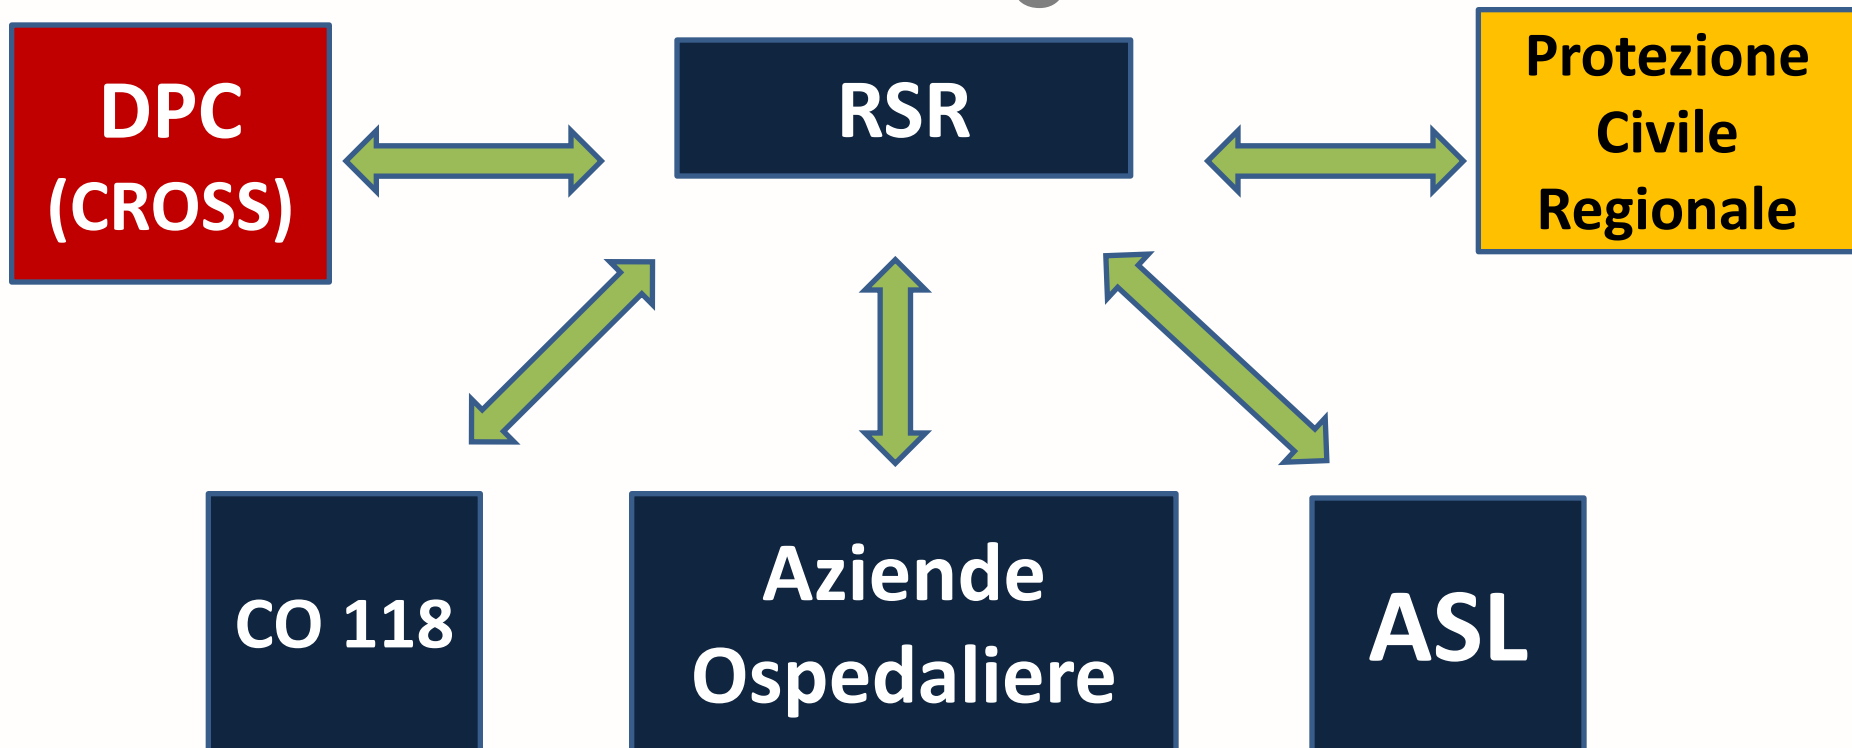 DPC
(CROSS)
RSR
Protezione
Civile
Regionale
CO 118
Aziende
Ospedaliere
ASL